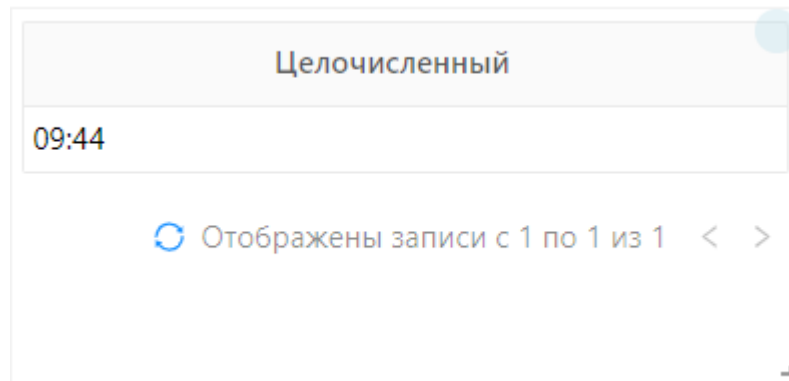 Целочисленный
09:44
Отображены записи с 1 по 1 из 1 < >